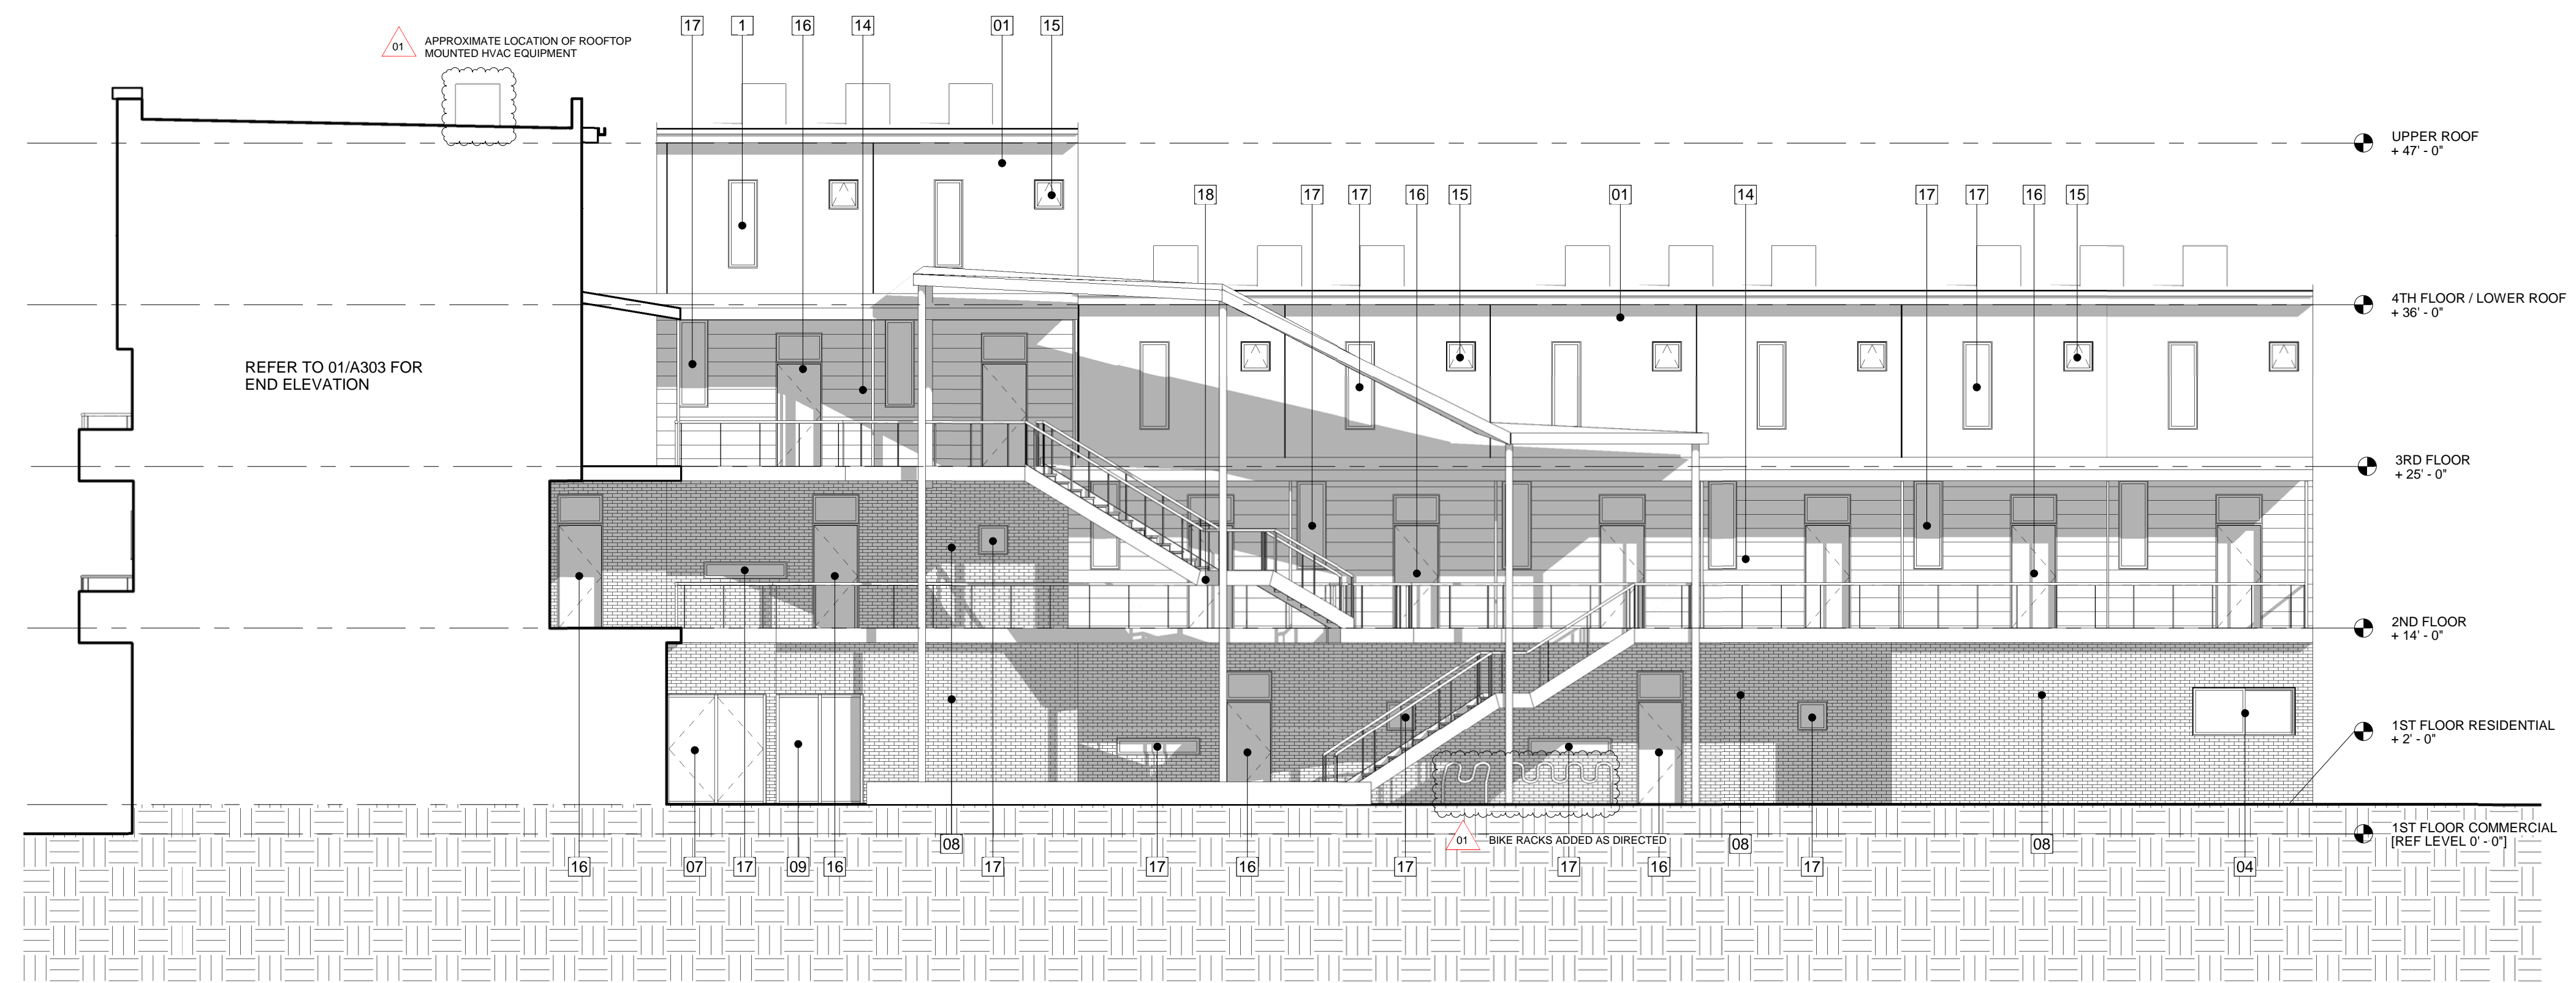 17 1 16 14 01 15
01 APPROXIMATE LOCATION OF ROOFTOP
MOUNTED HVAC EQUIPMENT
UPPER ROOF
+ 47' - 0"
18 17 17 16 15 01 14 17 17 16 15
4TH FLOOR / LOWER ROOF
+ 36' - 0"
REFER TO 01/A303 FOR
END ELEVATION
3RD FLOOR
+ 25' - 0"
2ND FLOOR
+ 14' - 0"
1ST FLOOR RESIDENTIAL
+ 2' - 0"
1ST FLOOR COMMERCIAL
[REF LEVEL 0' - 0"]
01 BIKE RACKS ADDED AS DIRECTED
08 08 08
16 07 17 09 16 17 17 16 17 17 16 17 04